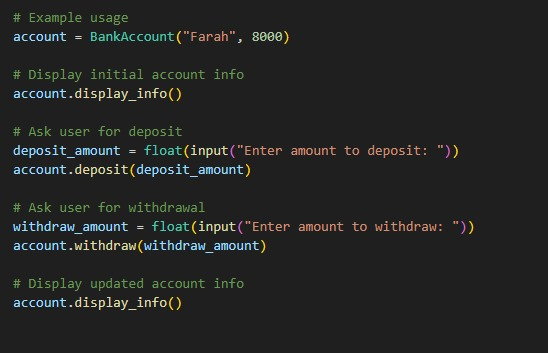 # Example usage
account = BankAccount("Farah", 8000)
# Display initial account info
account.display_info()
# Ask user for deposit
deposit_amount = float(input("Enter amount to deposit: "))
account.deposit(deposit_amount)
# Ask user for withdrawal
withdraw_amount = float(input("Enter amount to withdraw: "))
account.withdraw(withdraw_amount)
# Display updated account info
account.display_info()